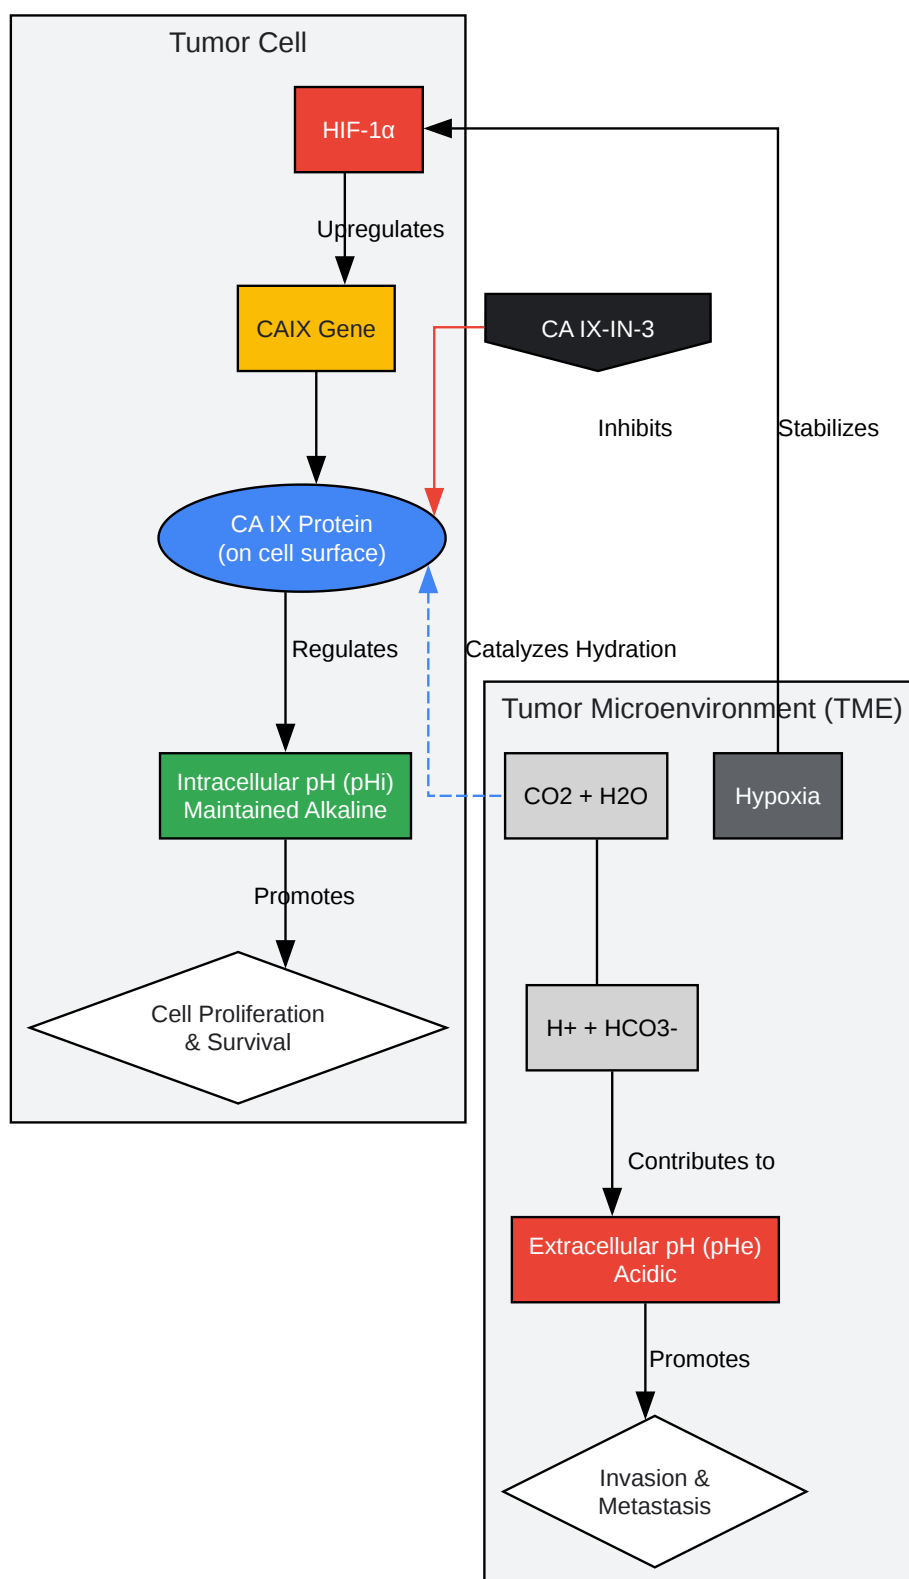 Tumor Cell
HIF-1α
Upregulates
CAIX Gene
CA IX-IN-3
Inhibits
Stabilizes
CA IX Protein
(on cell surface)
Regulates
Catalyzes Hydration
Tumor Microenvironment (TME)
Intracellular pH (pHi)
Maintained Alkaline
CO2 + H2O
Hypoxia
Promotes
Cell Proliferation
& Survival
H+ + HCO3-
Contributes to
Extracellular pH (pHe)
Acidic
Promotes
Invasion &
Metastasis